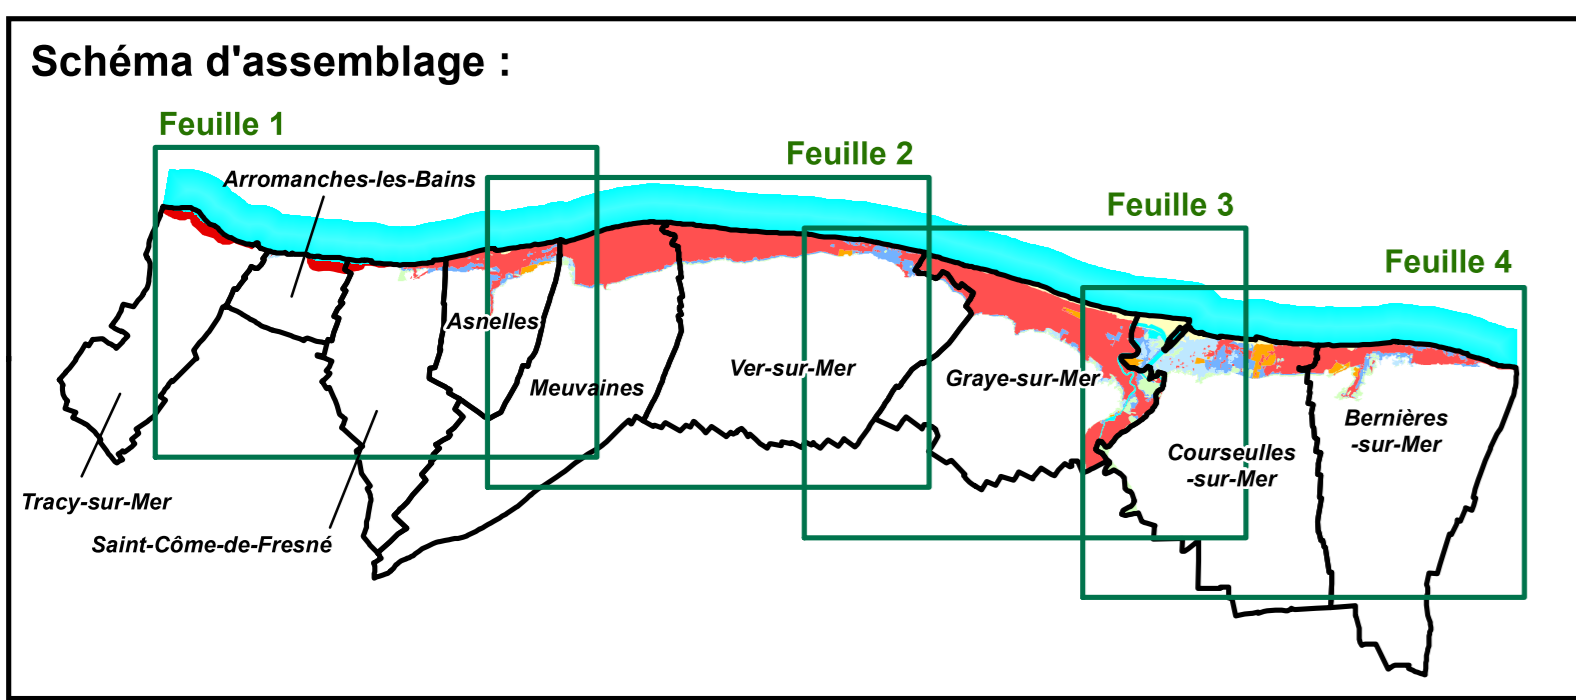 Schéma d'assemblage :
Feuille 1
Feuille 2
Arromanches-les-Bains
Feuille 3
Feuille 4
Asnelles
Ver-sur-Mer
Meuvaines
Graye-sur-Mer
Bernières
-sur-Mer
Courseulles
-sur-Mer
Tracy-sur-Mer
Saint-Côme-de-Fresné